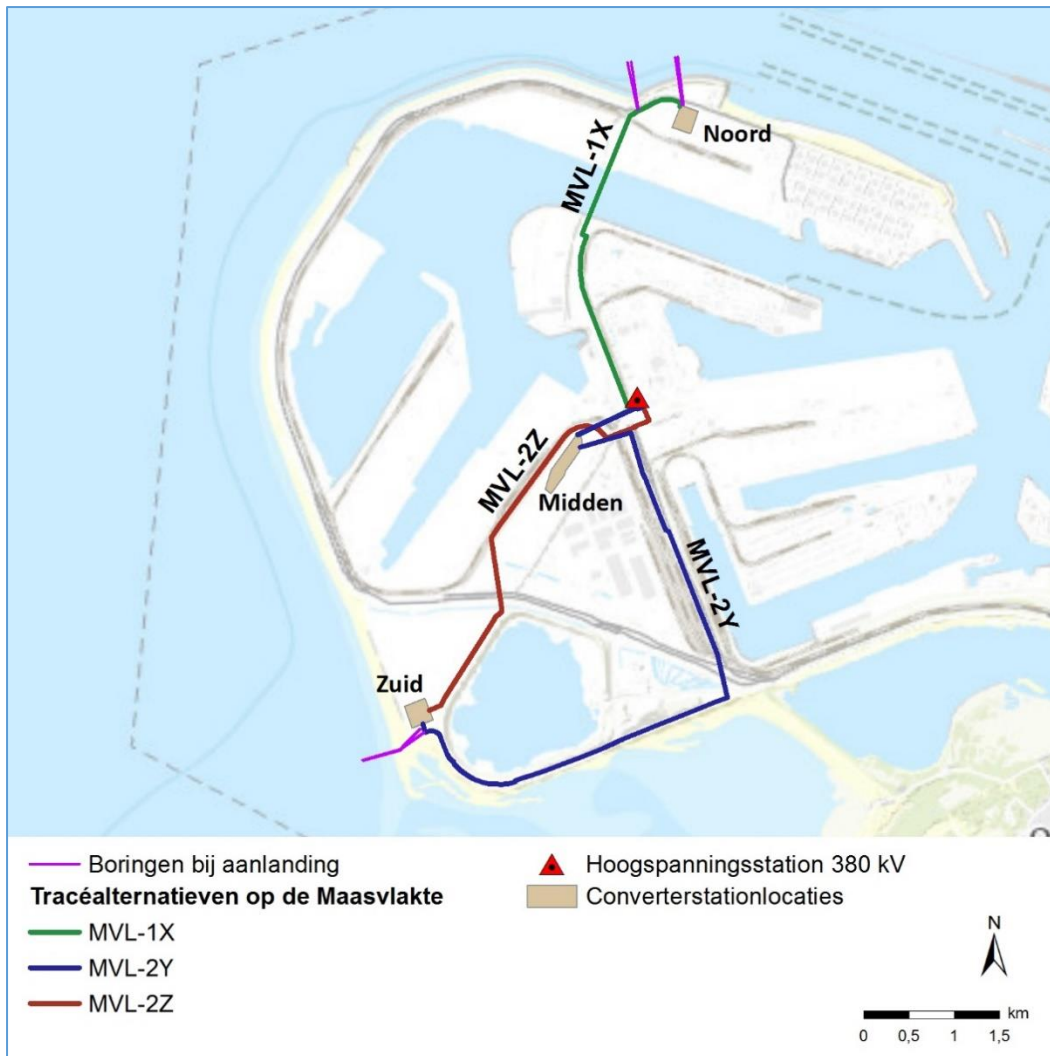 Noord
MVL-1X
MVL-2Z
Midden
MVL-2Y
Zuid
Boringen bij aanlanding
Tracéalternatieven op de Maasvlakte
MVL-1X
MVL-2Y
MVL-2Z
Hoogspanningsstation 380 kV
Converterstationlocaties
N
km
0 0,5 1 1,5